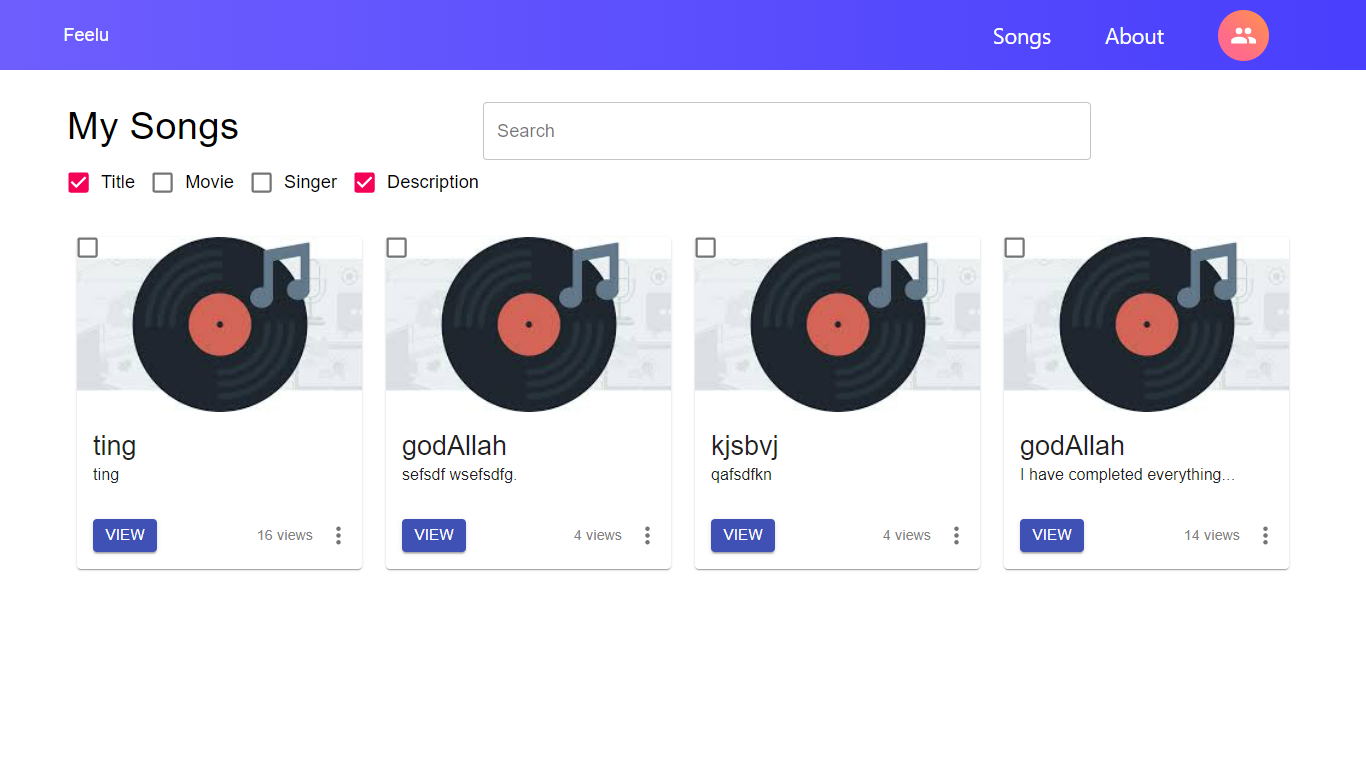 Feelu
Songs
About
My Songs
Search
Title
Movie
Singer
Description
ting
ting
VIEW
16 views
godAllah
sefsdf wsefsdfg.
VIEW
4 views
kjsbvj
qafsdfkn
VIEW
4 views
godAllah
I have completed everything...
VIEW
14 views